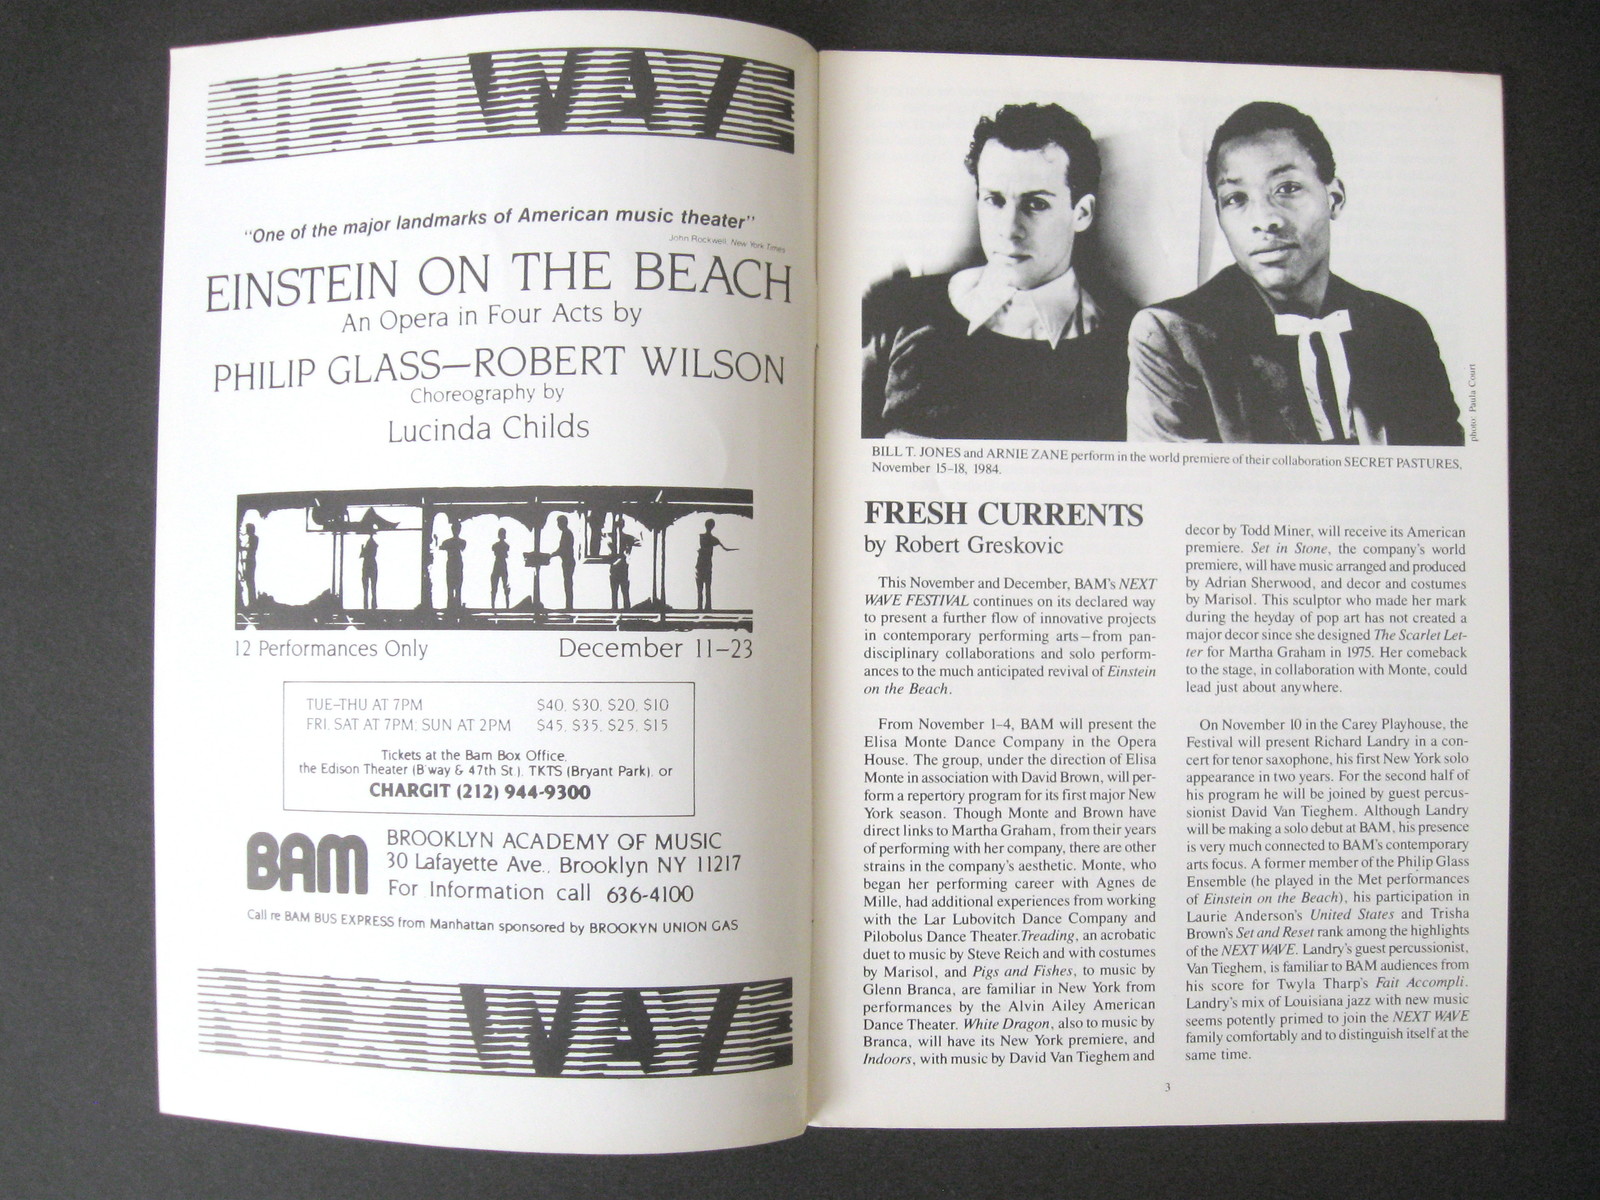 NEXT WAVE
"One of the major landmarks of American music theater"
John Rockwell, New York Times
EINSTEIN ON THE BEACH
An Opera in Four Acts by
PHILIP GLASS—ROBERT WILSON
Choreography by
Lucinda Childs
12 Performances Only December 11–23
TUE–THU AT 7PM $40, $30, $20, $10
FRI, SAT AT 7PM; SUN AT 2PM $45, $35, $25, $15
Tickets at the Bam Box Office,
the Edison Theater (B'way & 47th St.), TKTS (Bryant Park), or
CHARGIT (212) 944-9300
BAM
BROOKLYN ACADEMY OF MUSIC
30 Lafayette Ave., Brooklyn NY 11217
For Information call 636-4100
Call re BAM BUS EXPRESS from Manhattan sponsored by BROOKYN UNION GAS
NEXT WAVE
photo: Paula Court
BILL T. JONES and ARNIE ZANE perform in the world premiere of their collaboration SECRET PASTURES,
November 15-18, 1984.
FRESH CURRENTS
by Robert Greskovic
This November and December, BAM's NEXT
WAVE FESTIVAL continues on its declared way
to present a further flow of innovative projects
in contemporary performing arts—from pan-
disciplinary collaborations and solo perform-
ances to the much anticipated revival of Einstein
on the Beach.
From November 1–4, BAM will present the
Elisa Monte Dance Company in the Opera
House. The group, under the direction of Elisa
Monte in association with David Brown, will per-
form a repertory program for its first major New
York season. Though Monte and Brown have
direct links to Martha Graham, from their years
of performing with her company, there are other
strains in the company's aesthetic. Monte, who
began her performing career with Agnes de
Mille, had additional experiences from working
with the Lar Lubovitch Dance Company and
Pilobolus Dance Theater. Treading, an acrobatic
duet to music by Steve Reich and with costumes
by Marisol, and Pigs and Fishes, to music by
Glenn Branca, are familiar in New York from
performances by the Alvin Ailey American
Dance Theater. White Dragon, also to music by
Branca, will have its New York premiere, and
Indoors, with music by David Van Tieghem and
decor by Todd Miner, will receive its American
premiere. Set in Stone, the company's world
premiere, will have music arranged and produced
by Adrian Sherwood, and decor and costumes
by Marisol. This sculptor who made her mark
during the heyday of pop art has not created a
major decor since she designed The Scarlet Let-
ter for Martha Graham in 1975. Her comeback
to the stage, in collaboration with Monte, could
lead just about anywhere.
On November 10 in the Carey Playhouse, the
Festival will present Richard Landry in a con-
cert for tenor saxophone, his first New York solo
appearance in two years. For the second half of
his program he will be joined by guest percus-
sionist David Van Tieghem. Although Landry
will be making a solo debut at BAM, his presence
is very much connected to BAM's contemporary
arts focus. A former member of the Philip Glass
Ensemble (he played in the Met performances
of Einstein on the Beach), his participation in
Laurie Anderson's United States and Trisha
Brown's Set and Reset rank among the highlights
of the NEXT WAVE. Landry's guest percussionist,
Van Tieghem, is familiar to BAM audiences from
his score for Twyla Tharp's Fait Accompli.
Landry's mix of Louisiana jazz with new music
seems potently primed to join the NEXT WAVE
family comfortably and to distinguish itself at the
same time.
3